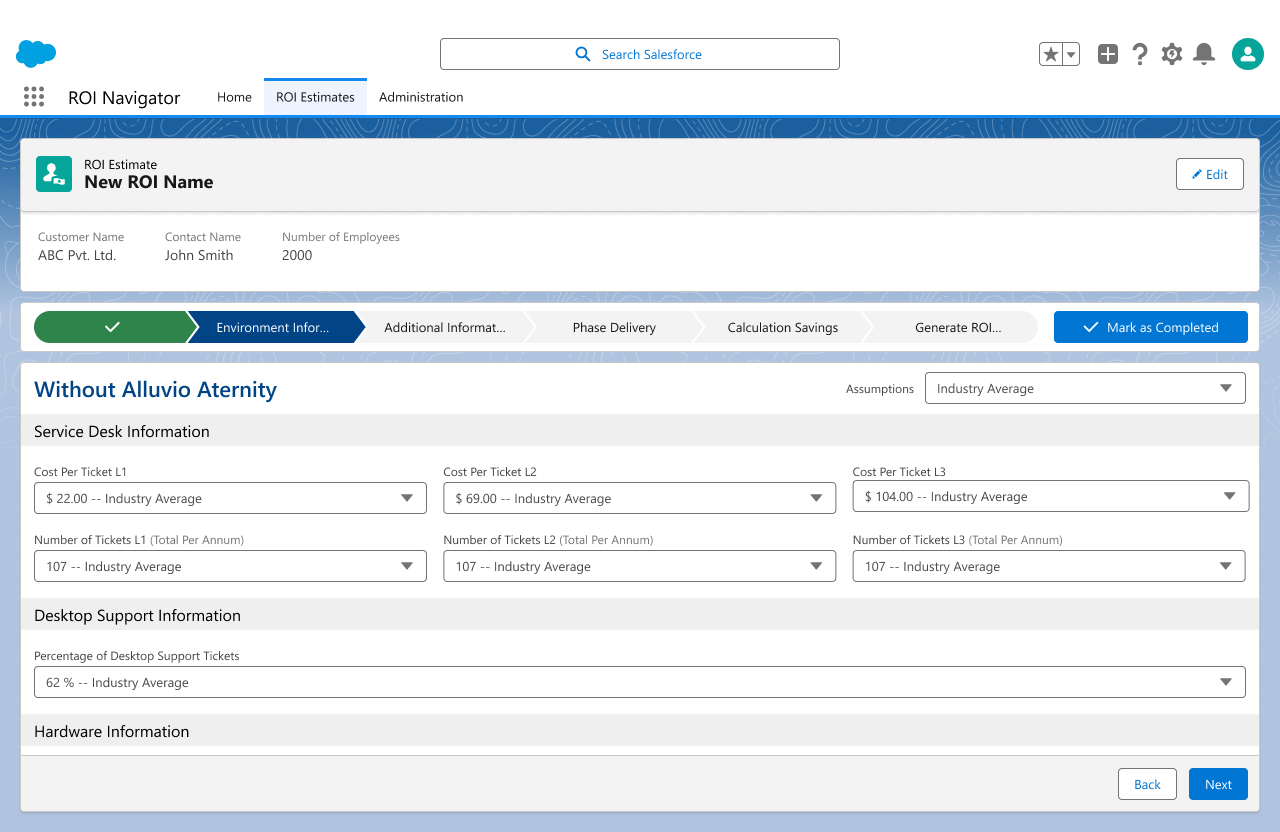 Search Salesforce
ROI Navigator Home ROI Estimates Administration
ROI Estimate
New ROI Name
Edit
Customer Name Contact Name Number of Employees
ABC Pvt. Ltd. John Smith 2000
Environment Infor... Additional Informat... Phase Delivery Calculation Savings Generate ROI... Mark as Completed
Without Alluvio Aternity Assumptions Industry Average
Service Desk Information
Cost Per Ticket L1 Cost Per Ticket L2 Cost Per Ticket L3
$ 22.00 -- Industry Average $ 69.00 -- Industry Average $ 104.00 -- Industry Average
Number of Tickets L1 (Total Per Annum) Number of Tickets L2 (Total Per Annum) Number of Tickets L3 (Total Per Annum)
107 -- Industry Average 107 -- Industry Average 107 -- Industry Average
Desktop Support Information
Percentage of Desktop Support Tickets
62 % -- Industry Average
Hardware Information
Back Next